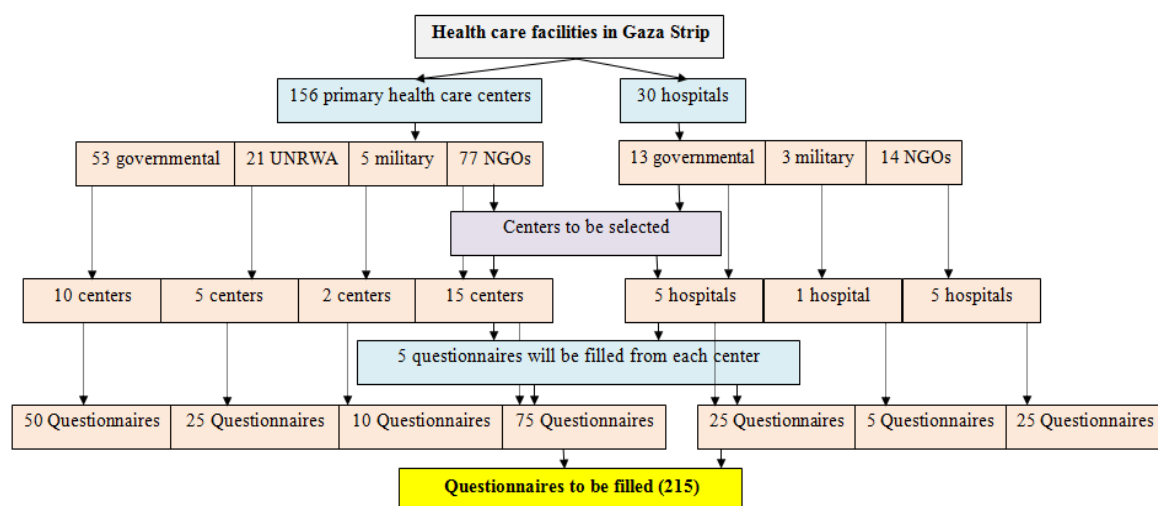 Health care facilities in Gaza Strip
156 primary health care centers
30 hospitals
53 governmental
21 UNRWA
5 military
77 NGOs
13 governmental
3 military
14 NGOs
Centers to be selected
10 centers
5 centers
2 centers
15 centers
5 hospitals
1 hospital
5 hospitals
5 questionnaires will be filled from each center
50 Questionnaires
25 Questionnaires
10 Questionnaires
75 Questionnaires
25 Questionnaires
5 Questionnaires
25 Questionnaires
Questionnaires to be filled (215)